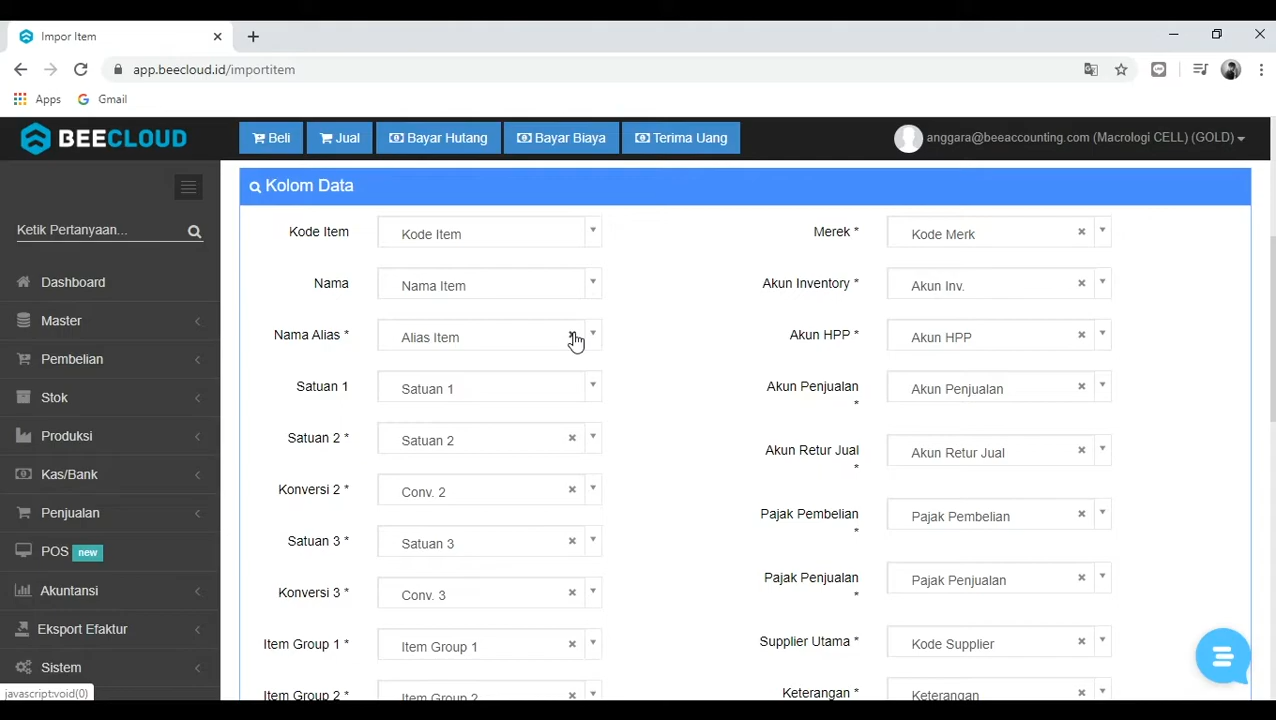 Impor Item
app.beecloud.id/importitem
Apps
Gmail
BEECLOUD
Beli
Jual
Bayar Hutang
Bayar Biaya
Terima Uang
anggara@beeaccounting.com (Macrologi CELL) (GOLD)
Ketik Pertanyaan...
Dashboard
Master
Pembelian
Stok
Produksi
Kas/Bank
Penjualan
POS new
Akuntansi
Eksport Efaktur
Sistem
javascript:void(0)
Kolom Data
Kode Item Kode Item
Nama Nama Item
Nama Alias * Alias Item
Satuan 1 Satuan 1
Satuan 2 * Satuan 2
Konversi 2 * Conv. 2
Satuan 3 * Satuan 3
Konversi 3 * Conv. 3
Item Group 1 * Item Group 1
Item Group 2 * Item Group 2
Merek * Kode Merk
Akun Inventory * Akun Inv.
Akun HPP * Akun HPP
Akun Penjualan Akun Penjualan
*
Akun Retur Jual Akun Retur Jual
*
Pajak Pembelian Pajak Pembelian
*
Pajak Penjualan Pajak Penjualan
*
Supplier Utama * Kode Supplier
Keterangan * Keterangan